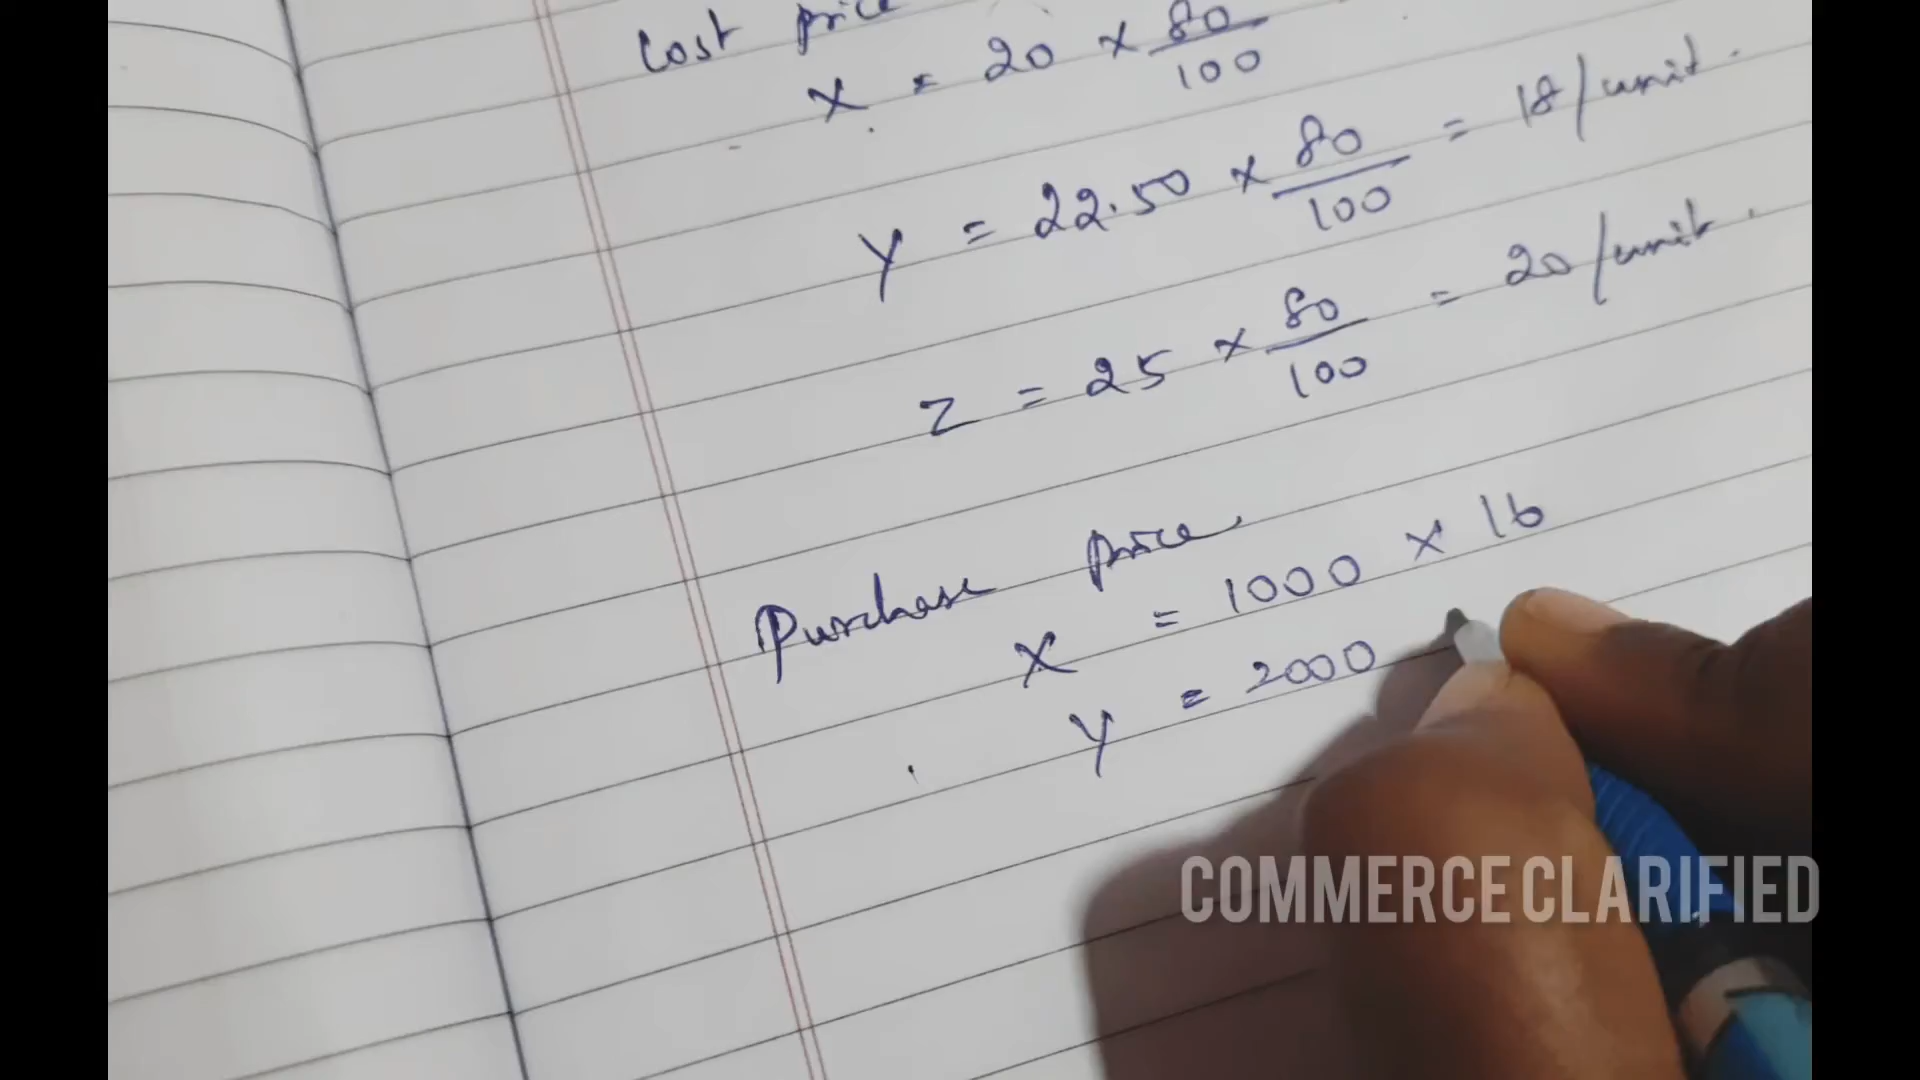 Cost price
X = 20 × 80/100
Y = 22.50 × 80/100 = 18/unit.
Z = 25 × 80/100 = 20/unit.
Purchase price
X = 1000 × 16
Y = 2000
COMMERCE CLARIFIED